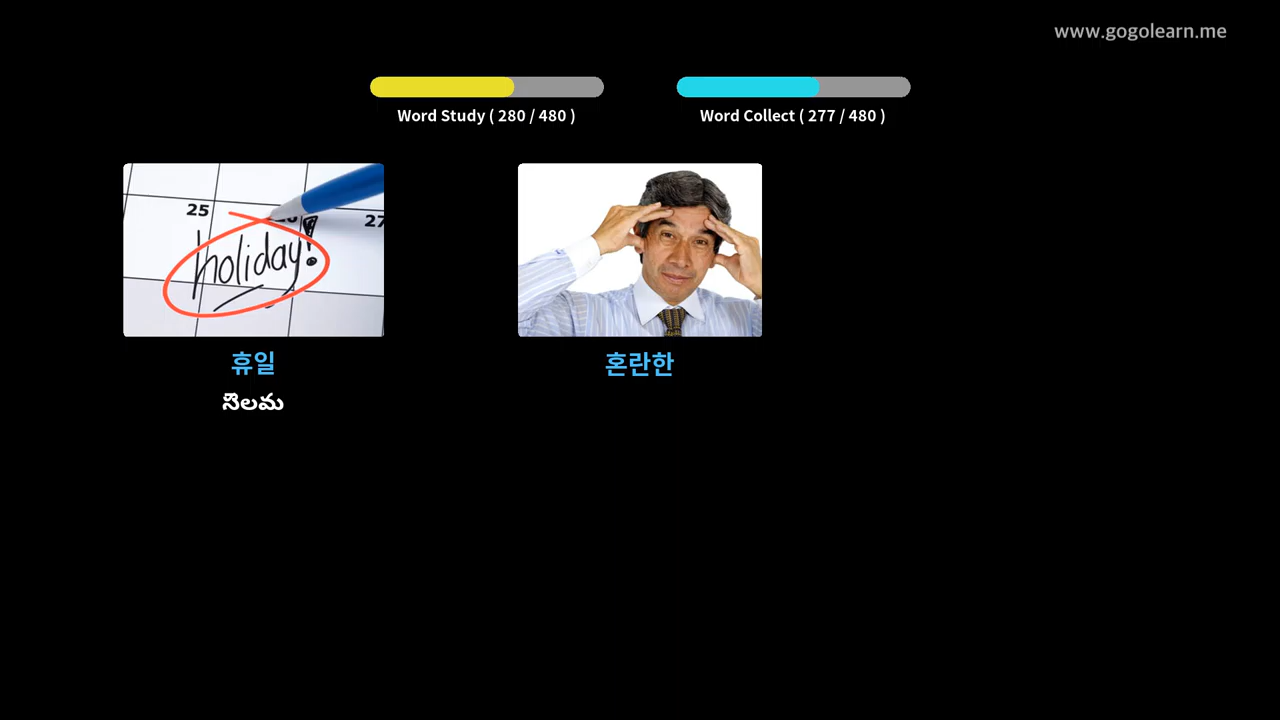 www.gogolearn.me
Word Study ( 280 / 480 )
Word Collect ( 277 / 480 )
25
26
27
holiday!
휴일
혼란한
సెలవు